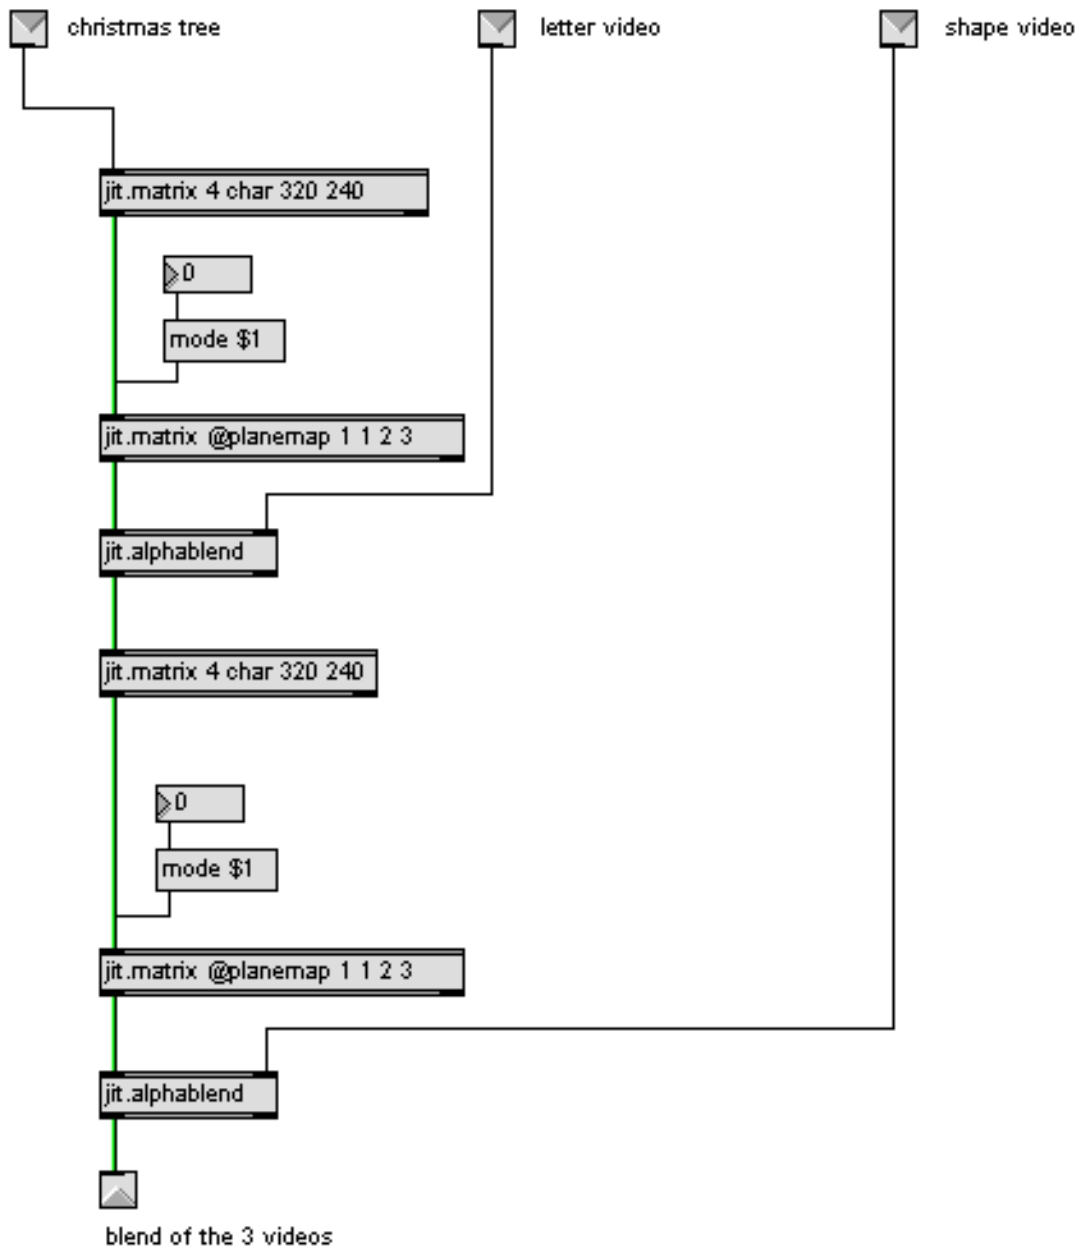 christmas tree
letter video
shape video
jit.matrix 4 char 320 240
0
mode $1
jit.matrix @planemap 1 1 2 3
jit.alphablend
jit.matrix 4 char 320 240
0
mode $1
jit.matrix @planemap 1 1 2 3
jit.alphablend
blend of the 3 videos